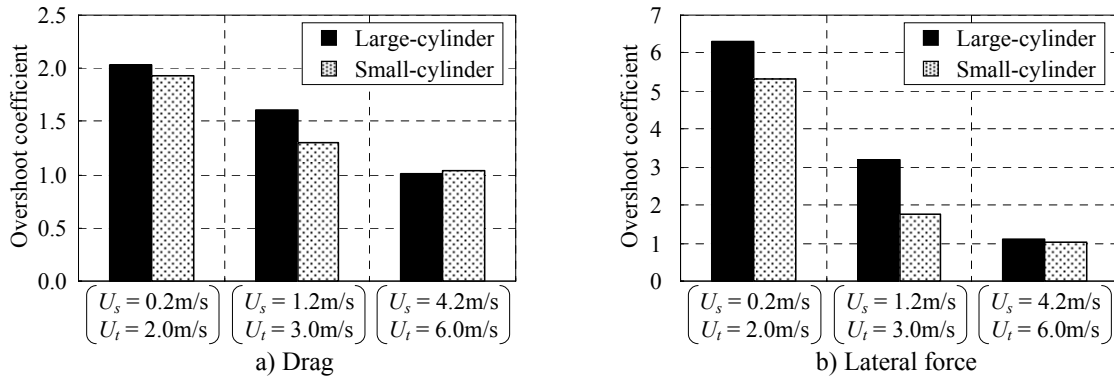 Overshoot coefficient
2.5
2.0
1.5
1.0
0.5
0.0
Large-cylinder
Small-cylinder
U_s = 0.2m/s
U_t = 2.0m/s
U_s = 1.2m/s
U_t = 3.0m/s
U_s = 4.2m/s
U_t = 6.0m/s
a) Drag
Overshoot coefficient
7
6
5
4
3
2
1
0
Large-cylinder
Small-cylinder
U_s = 0.2m/s
U_t = 2.0m/s
U_s = 1.2m/s
U_t = 3.0m/s
U_s = 4.2m/s
U_t = 6.0m/s
b) Lateral force